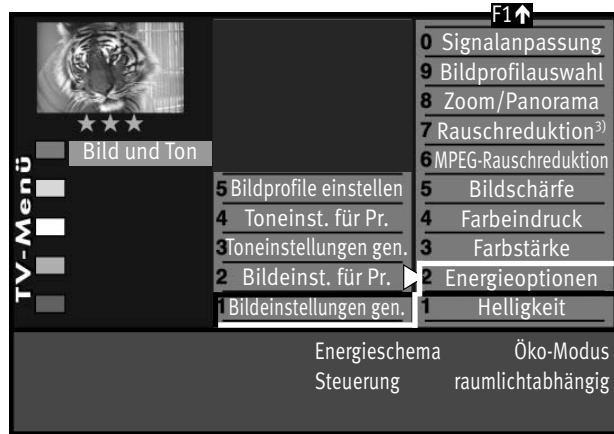 F1↑
0 Signalanpassung
9 Bildprofilauswahl
8 Zoom/Panorama
7 Rauschreduktion3)
6 MPEG-Rauschreduktion
5 Bildschärfe
4 Farbeindruck
3 Farbstärke
2 Energieoptionen
1 Helligkeit
TV-Menü
Bild und Ton
5 Bildprofile einstellen
4 Toneinst. für Pr.
3 Toneinstellungen gen.
2 Bildeinst. für Pr.
1 Bildeinstellungen gen.
Energieschema Öko-Modus
Steuerung raumlichtabhängig